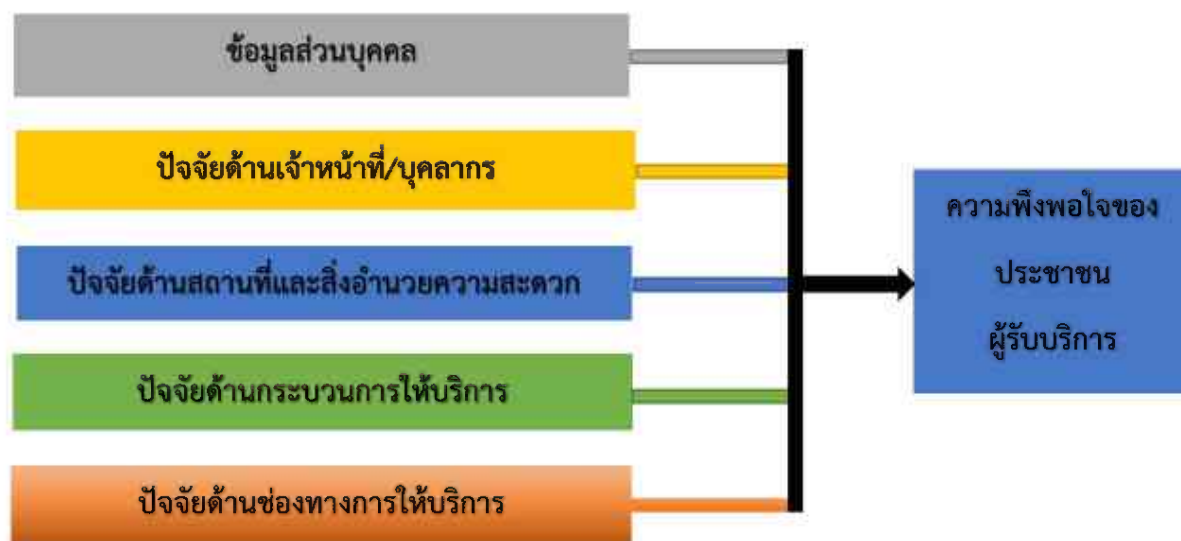 ข้อมูลส่วนบุคคล
ปัจจัยด้านเจ้าหน้าที่/บุคลากร
ปัจจัยด้านสถานที่และสิ่งอำนวยความสะดวก
ปัจจัยด้านกระบวนการให้บริการ
ปัจจัยด้านช่องทางการให้บริการ
ความพึงพอใจของ
ประชาชน
ผู้รับบริการ